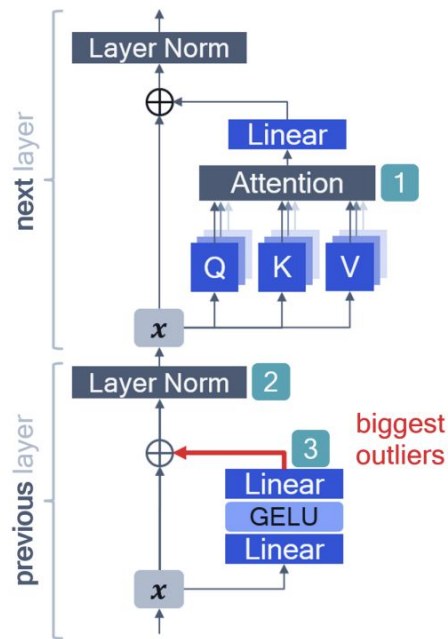 Layer Norm
Linear
Attention
1
Q K V
x
next layer
Layer Norm
2
3
biggest
outliers
Linear
GELU
Linear
x
previous layer